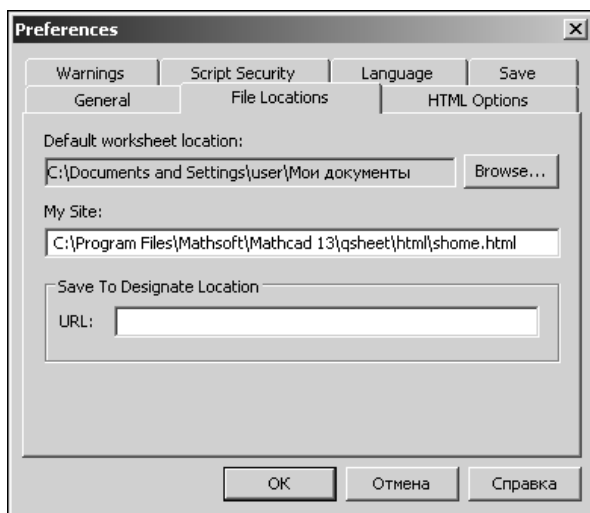 Preferences
Warnings Script Security Language Save
General File Locations HTML Options
Default worksheet location:
C:\Documents and Settings\user\Мои документы Browse...
My Site:
C:\Program Files\Mathsoft\Mathcad 13\qsheet\html\shome.html
Save To Designate Location
URL:
ОК Отмена Справка